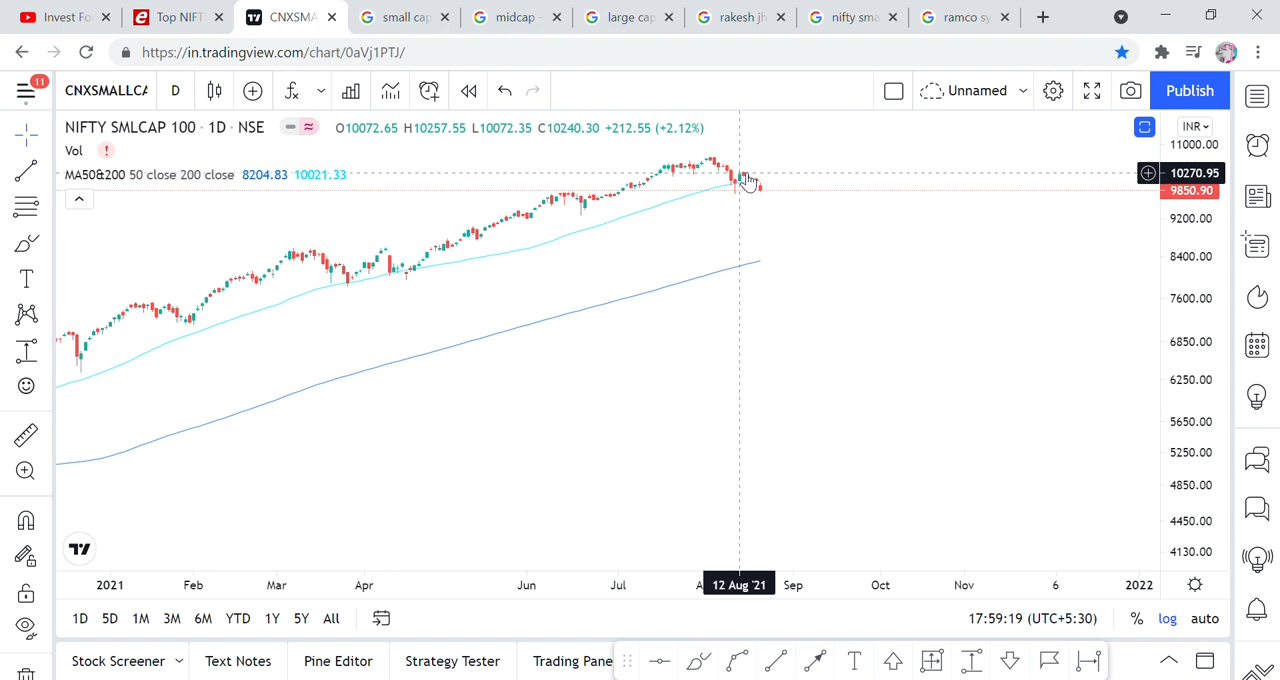 Invest Fo
Top NIFT
CNXSMA
small cap
midcap -
large cap
rakesh jh
nifty sma
ramco sy
https://in.tradingview.com/chart/0aVj1PTJ/
11
CNXSMALLCA
D
Unnamed
Publish
NIFTY SMLCAP 100 · 1D · NSE
O10072.65 H10257.55 L10072.35 C10240.30 +212.55 (+2.12%)
INR
Vol
11000.00
MA50&200 50 close 200 close 8204.83 10021.33
10270.95
9850.90
9200.00
8400.00
7600.00
6850.00
6250.00
5650.00
5250.00
4850.00
4450.00
4130.00
2021 Feb Mar Apr Jun Jul A 12 Aug '21 Sep Oct Nov 6 2022
1D 5D 1M 3M 6M YTD 1Y 5Y All
17:59:19 (UTC+5:30) % log auto
Stock Screener Text Notes Pine Editor Strategy Tester Trading Pane